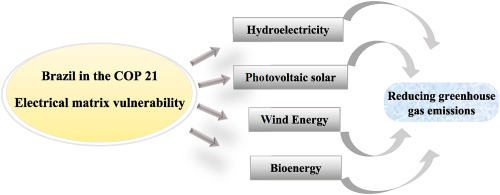 Brazil in the COP 21
Electrical matrix vulnerability
Hydroelectricity
Photovoltaic solar
Wind Energy
Bioenergy
Reducing greenhouse
gas emissions